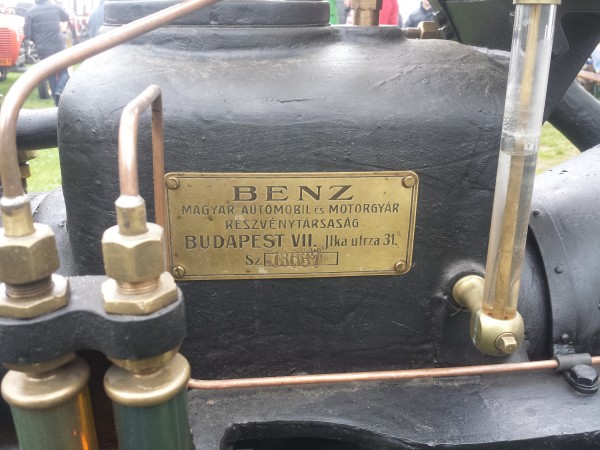 BENZ
MAGYAR AUTOMOBIL ÉS MOTORGYÁR
RÉSZVÉNYTÁRSASÁG
BUDAPEST VII. Ilka utcza 31.
Sz.